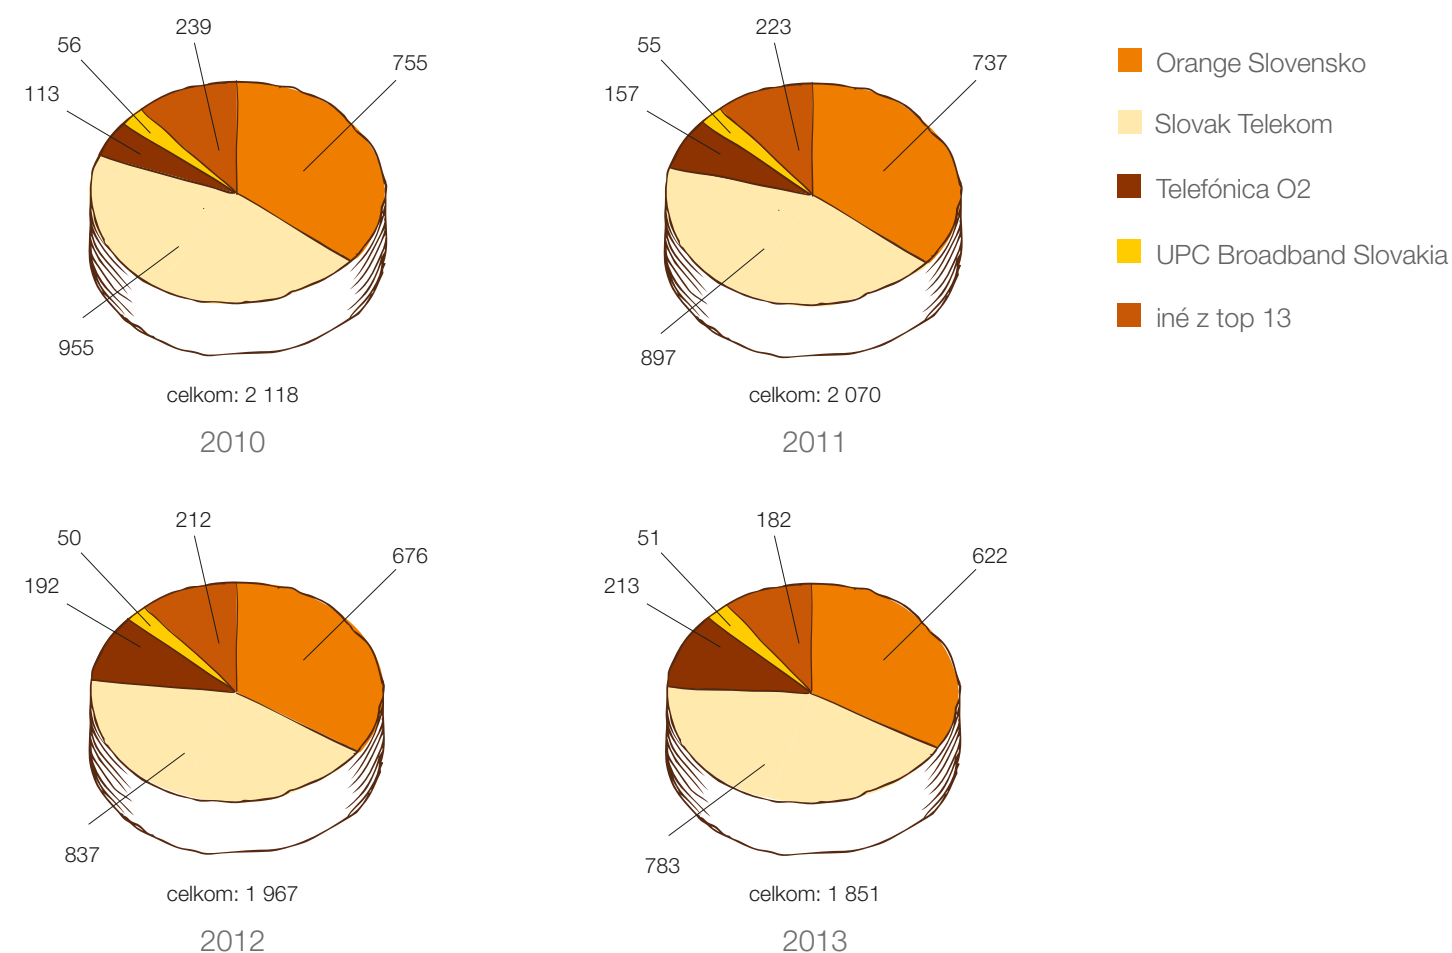 239
56
755
113
955
celkom: 2 118
2010
223
55
737
157
897
celkom: 2 070
2011
Orange Slovensko
Slovak Telekom
Telefónica O2
UPC Broadband Slovakia
iné z top 13
212
50
676
192
837
celkom: 1 967
2012
182
51
622
213
783
celkom: 1 851
2013